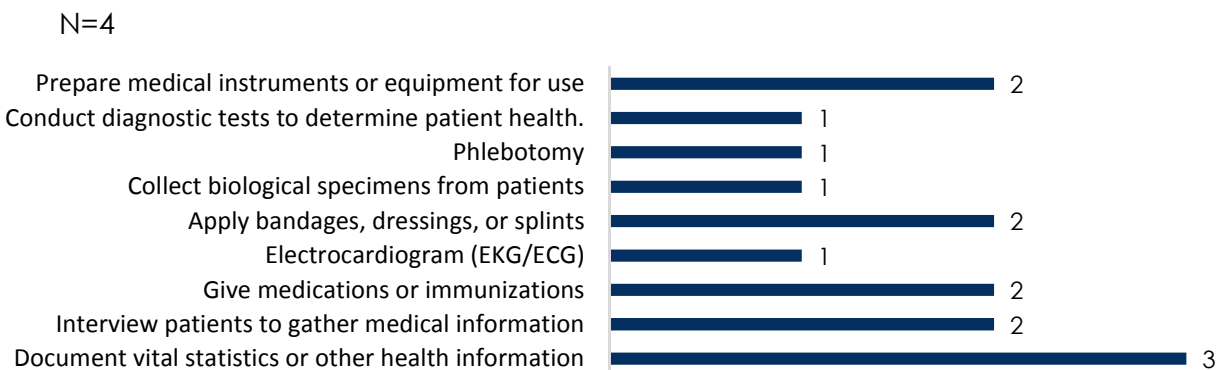 N=4
Prepare medical instruments or equipment for use 2
Conduct diagnostic tests to determine patient health. 1
Phlebotomy 1
Collect biological specimens from patients 1
Apply bandages, dressings, or splints 2
Electrocardiogram (EKG/ECG) 1
Give medications or immunizations 2
Interview patients to gather medical information 2
Document vital statistics or other health information 3